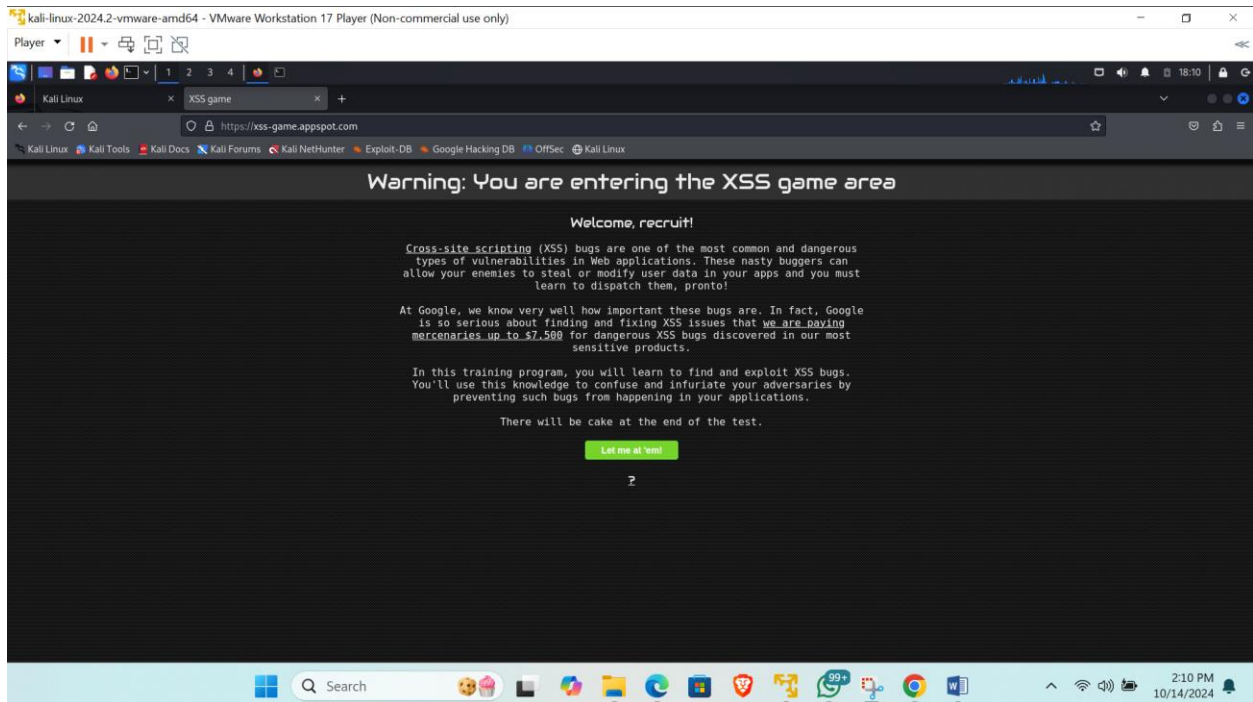 kali-linux-2024.2-vmware-amd64 - VMware Workstation 17 Player (Non-commercial use only)
Player
1 2 3 4
18:10
Kali Linux
XSS game
https://xss-game.appspot.com
Kali Linux Kali Tools Kali Docs Kali Forums Kali NetHunter Exploit-DB Google Hacking DB OffSec Kali Linux
Warning: You are entering the XSS game area
Welcome, recruit!
Cross-site scripting (XSS) bugs are one of the most common and dangerous
types of vulnerabilities in Web applications. These nasty buggers can
allow your enemies to steal or modify user data in your apps and you must
learn to dispatch them, pronto!
At Google, we know very well how important these bugs are. In fact, Google
is so serious about finding and fixing XSS issues that we are paying
mercenaries up to $7,500 for dangerous XSS bugs discovered in our most
sensitive products.
In this training program, you will learn to find and exploit XSS bugs.
You'll use this knowledge to confuse and infuriate your adversaries by
preventing such bugs from happening in your applications.
There will be cake at the end of the test.
Let me at 'em!
?
Search
99+
2:10 PM
10/14/2024